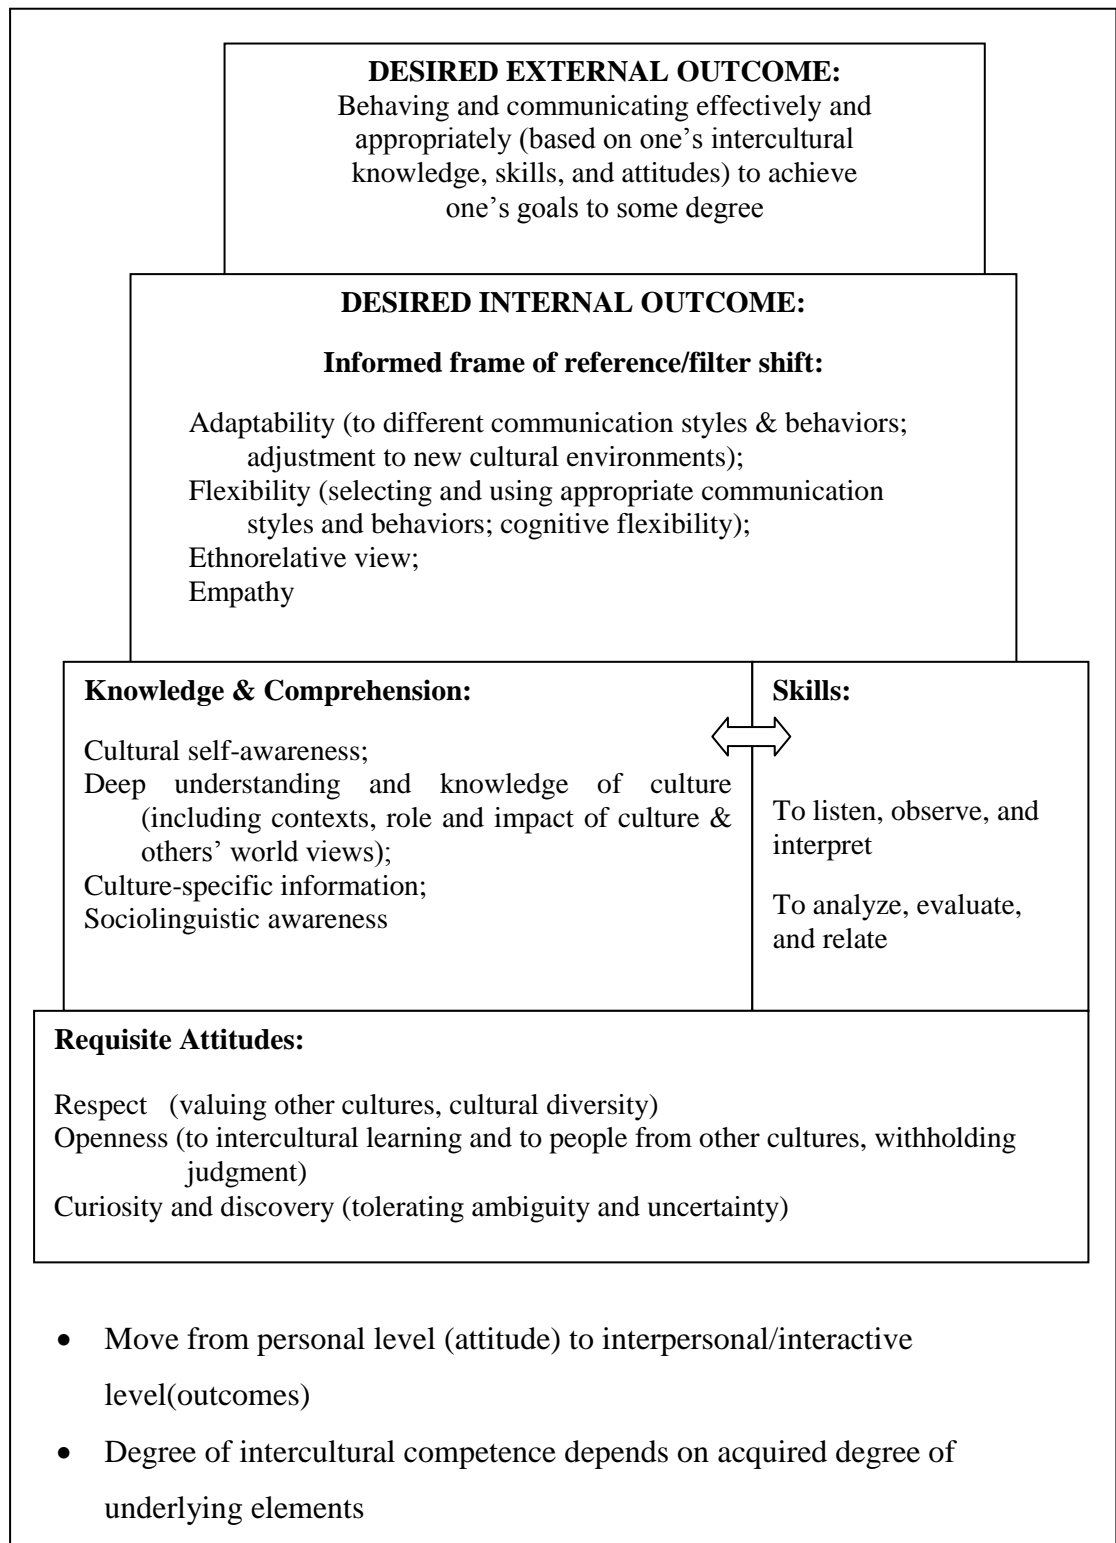 DESIRED EXTERNAL OUTCOME:
Behaving and communicating effectively and
appropriately (based on one’s intercultural
knowledge, skills, and attitudes) to achieve
one’s goals to some degree
DESIRED INTERNAL OUTCOME:
Informed frame of reference/filter shift:
Adaptability (to different communication styles & behaviors;
adjustment to new cultural environments);
Flexibility (selecting and using appropriate communication
styles and behaviors; cognitive flexibility);
Ethnorelative view;
Empathy
Knowledge & Comprehension:
Cultural self-awareness;
Deep understanding and knowledge of culture
(including contexts, role and impact of culture &
others’ world views);
Culture-specific information;
Sociolinguistic awareness
Skills:
To listen, observe, and
interpret
To analyze, evaluate,
and relate
Requisite Attitudes:
Respect (valuing other cultures, cultural diversity)
Openness (to intercultural learning and to people from other cultures, withholding
judgment)
Curiosity and discovery (tolerating ambiguity and uncertainty)
• Move from personal level (attitude) to interpersonal/interactive
level(outcomes)
• Degree of intercultural competence depends on acquired degree of
underlying elements